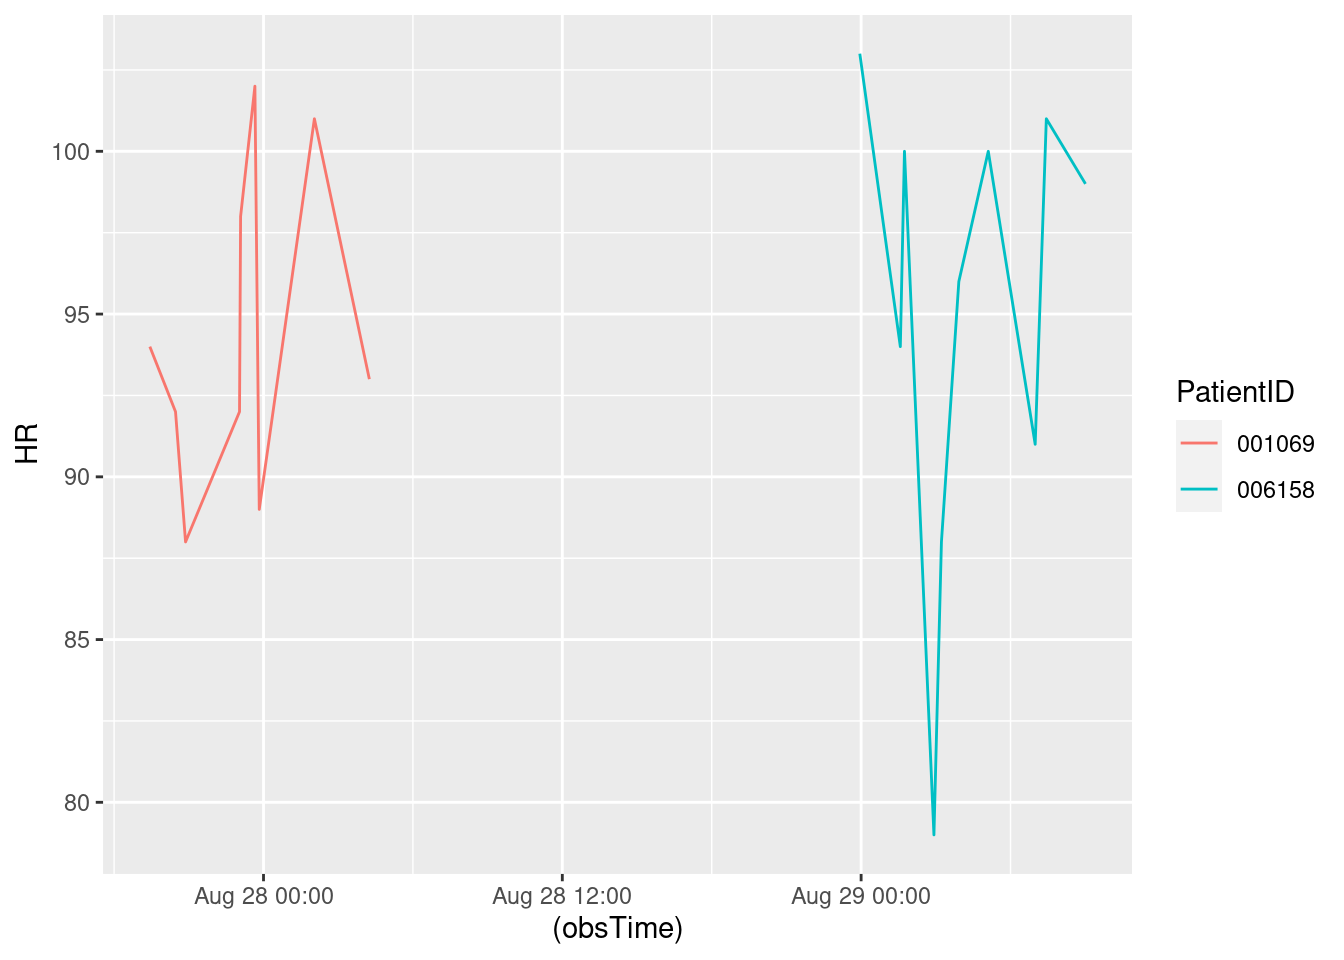 100
95
90
85
80
HR
Aug 28 00:00
Aug 28 12:00
Aug 29 00:00
(obsTime)
PatientID
001069
006158